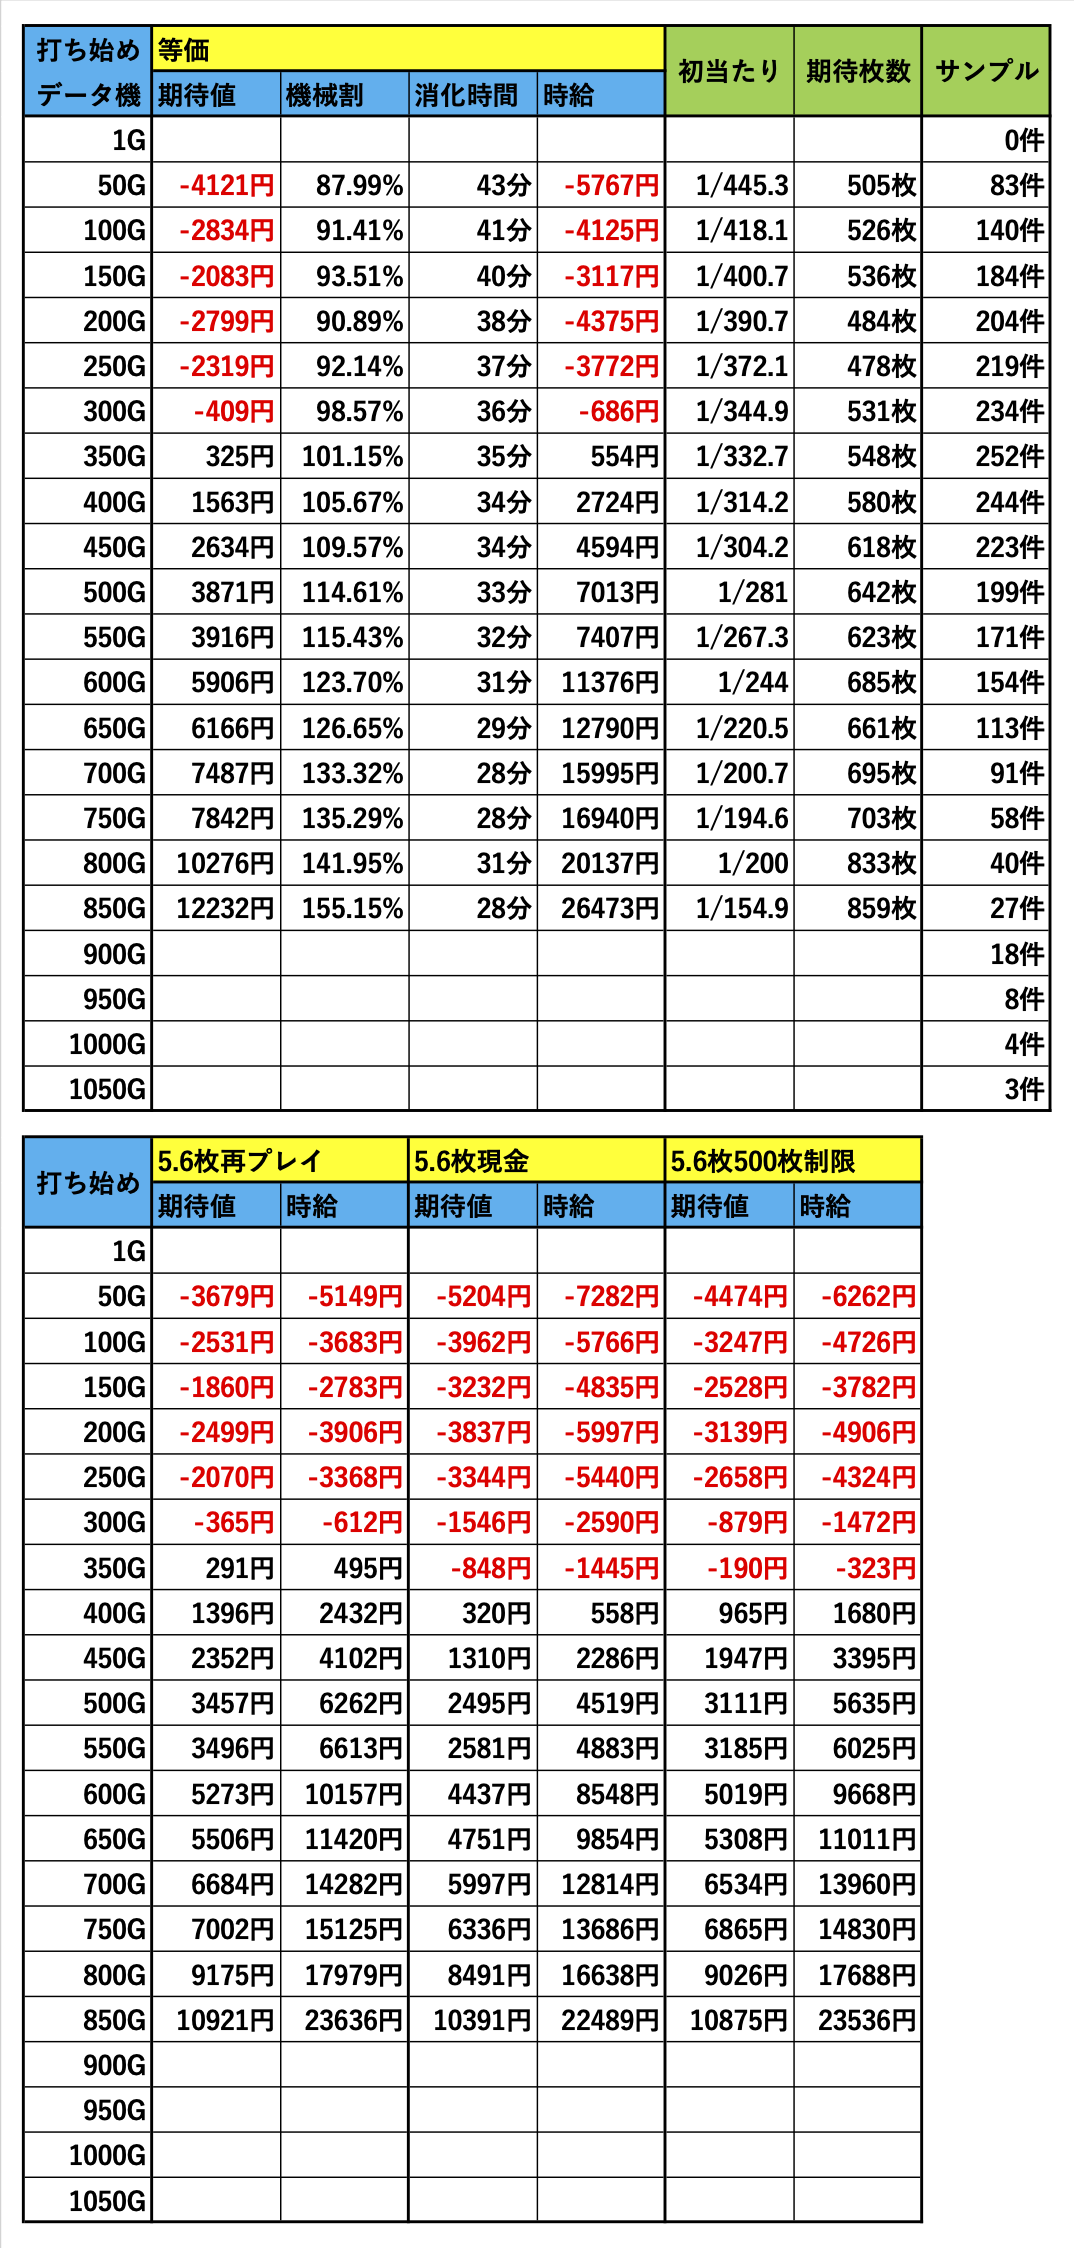 打ち始め 等価 初当たり 期待枚数 サンプル
データ機 期待値 機械割 消化時間 時給
1G 0件
50G -4121円 87.99% 43分 -5767円 1/445.3 505枚 83件
100G -2834円 91.41% 41分 -4125円 1/418.1 526枚 140件
150G -2083円 93.51% 40分 -3117円 1/400.7 536枚 184件
200G -2799円 90.89% 38分 -4375円 1/390.7 484枚 204件
250G -2319円 92.14% 37分 -3772円 1/372.1 478枚 219件
300G -409円 98.57% 36分 -686円 1/344.9 531枚 234件
350G 325円 101.15% 35分 554円 1/332.7 548枚 252件
400G 1563円 105.67% 34分 2724円 1/314.2 580枚 244件
450G 2634円 109.57% 34分 4594円 1/304.2 618枚 223件
500G 3871円 114.61% 33分 7013円 1/281 642枚 199件
550G 3916円 115.43% 32分 7407円 1/267.3 623枚 171件
600G 5906円 123.70% 31分 11376円 1/244 685枚 154件
650G 6166円 126.65% 29分 12790円 1/220.5 661枚 113件
700G 7487円 133.32% 28分 15995円 1/200.7 695枚 91件
750G 7842円 135.29% 28分 16940円 1/194.6 703枚 58件
800G 10276円 141.95% 31分 20137円 1/200 833枚 40件
850G 12232円 155.15% 28分 26473円 1/154.9 859枚 27件
900G 18件
950G 8件
1000G 4件
1050G 3件
打ち始め 5.6枚再プレイ 5.6枚現金 5.6枚500枚制限
期待値 時給 期待値 時給 期待値 時給
1G
50G -3679円 -5149円 -5204円 -7282円 -4474円 -6262円
100G -2531円 -3683円 -3962円 -5766円 -3247円 -4726円
150G -1860円 -2783円 -3232円 -4835円 -2528円 -3782円
200G -2499円 -3906円 -3837円 -5997円 -3139円 -4906円
250G -2070円 -3368円 -3344円 -5440円 -2658円 -4324円
300G -365円 -612円 -1546円 -2590円 -879円 -1472円
350G 291円 495円 -848円 -1445円 -190円 -323円
400G 1396円 2432円 320円 558円 965円 1680円
450G 2352円 4102円 1310円 2286円 1947円 3395円
500G 3457円 6262円 2495円 4519円 3111円 5635円
550G 3496円 6613円 2581円 4883円 3185円 6025円
600G 5273円 10157円 4437円 8548円 5019円 9668円
650G 5506円 11420円 4751円 9854円 5308円 11011円
700G 6684円 14282円 5997円 12814円 6534円 13960円
750G 7002円 15125円 6336円 13686円 6865円 14830円
800G 9175円 17979円 8491円 16638円 9026円 17688円
850G 10921円 23636円 10391円 22489円 10875円 23536円
900G
950G
1000G
1050G